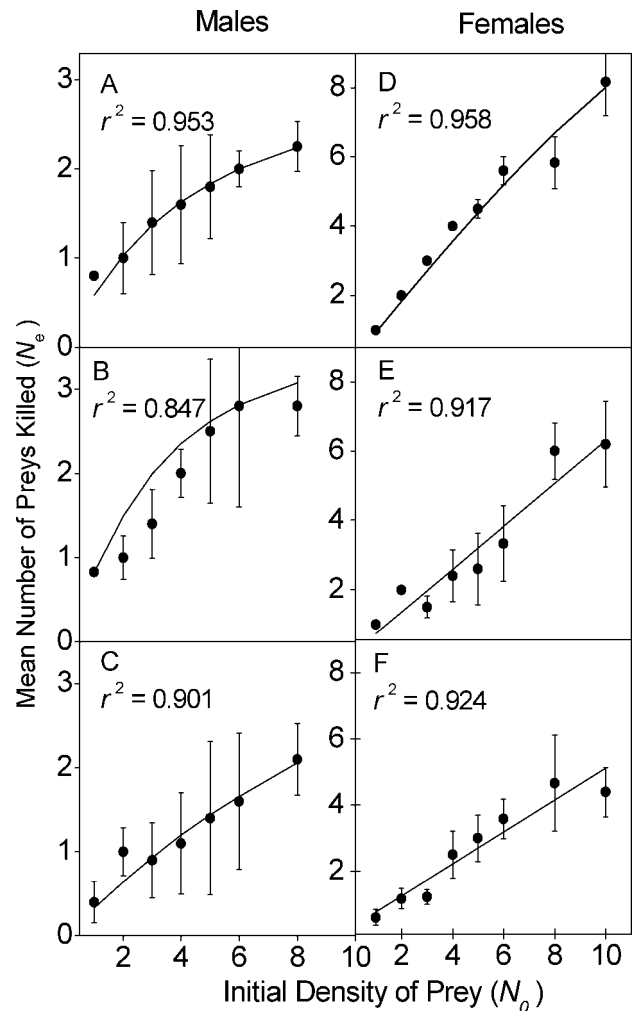 Males
Females
Mean Number of Preys Killed (Nₑ)
A
r² = 0.953
3
2
1
0
D
r² = 0.958
8
6
4
2
B
r² = 0.847
3
2
1
0
E
r² = 0.917
8
6
4
2
C
r² = 0.901
3
2
1
0
F
r² = 0.924
8
6
4
2
2 4 6 8 0 2 4 6 8 10
Initial Density of Prey (N₀)